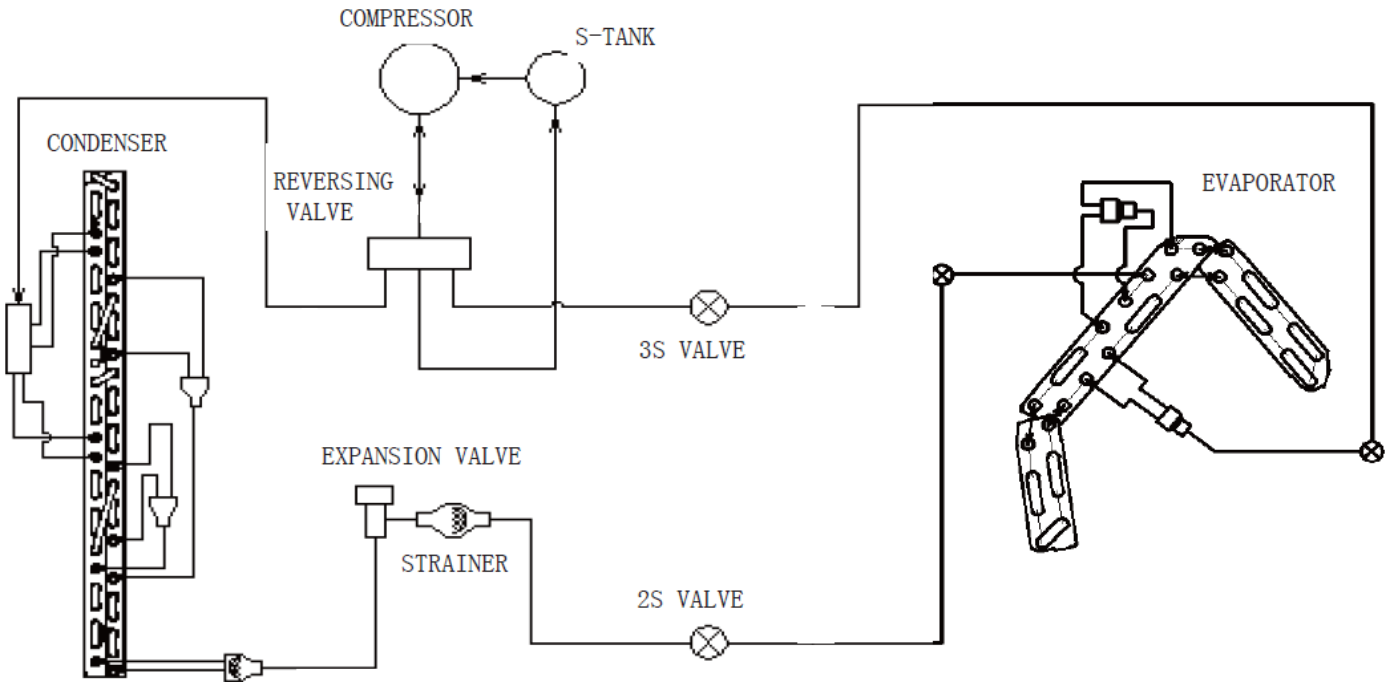 COMPRESSOR
S-TANK
CONDENSER
REVERSING
VALVE
EVAPORATOR
3S VALVE
EXPANSION VALVE
STRAINER
2S VALVE